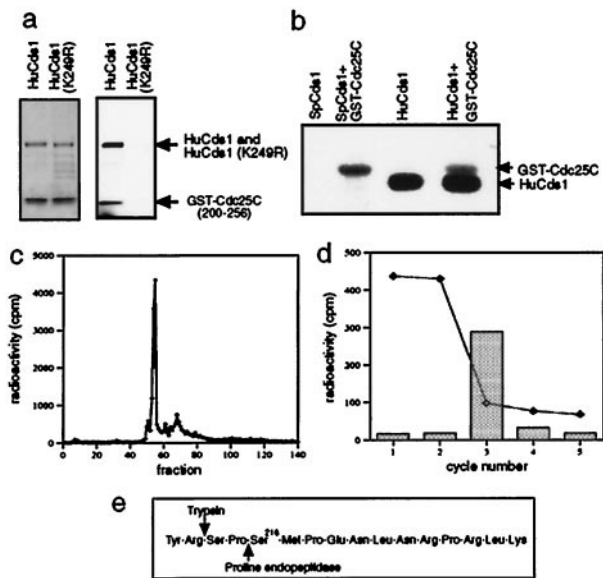 a
HuCds1
HuCds1 (K249R)
HuCds1
HuCds1 (K249R)
HuCds1 and
HuCds1 (K249R)
GST-Cdc25C
(200-256)
b
SpCds1
SpCds1+
GST-Cdc25C
HuCds1
HuCds1+
GST-Cdc25C
GST-Cdc25C
HuCds1
c
radioactivity (cpm)
5000
4000
3000
2000
1000
0
0 20 40 60 80 100 120 140
fraction
d
radioactivity (cpm)
500
400
300
200
100
0
1 2 3 4 5
cycle number
e
Trypsin
Tyr-Arg-Ser-Pro-Ser216-Met-Pro-Glu-Asn-Leu-Asn-Arg-Pro-Arg-Leu-Lys
Proline endopeptidase